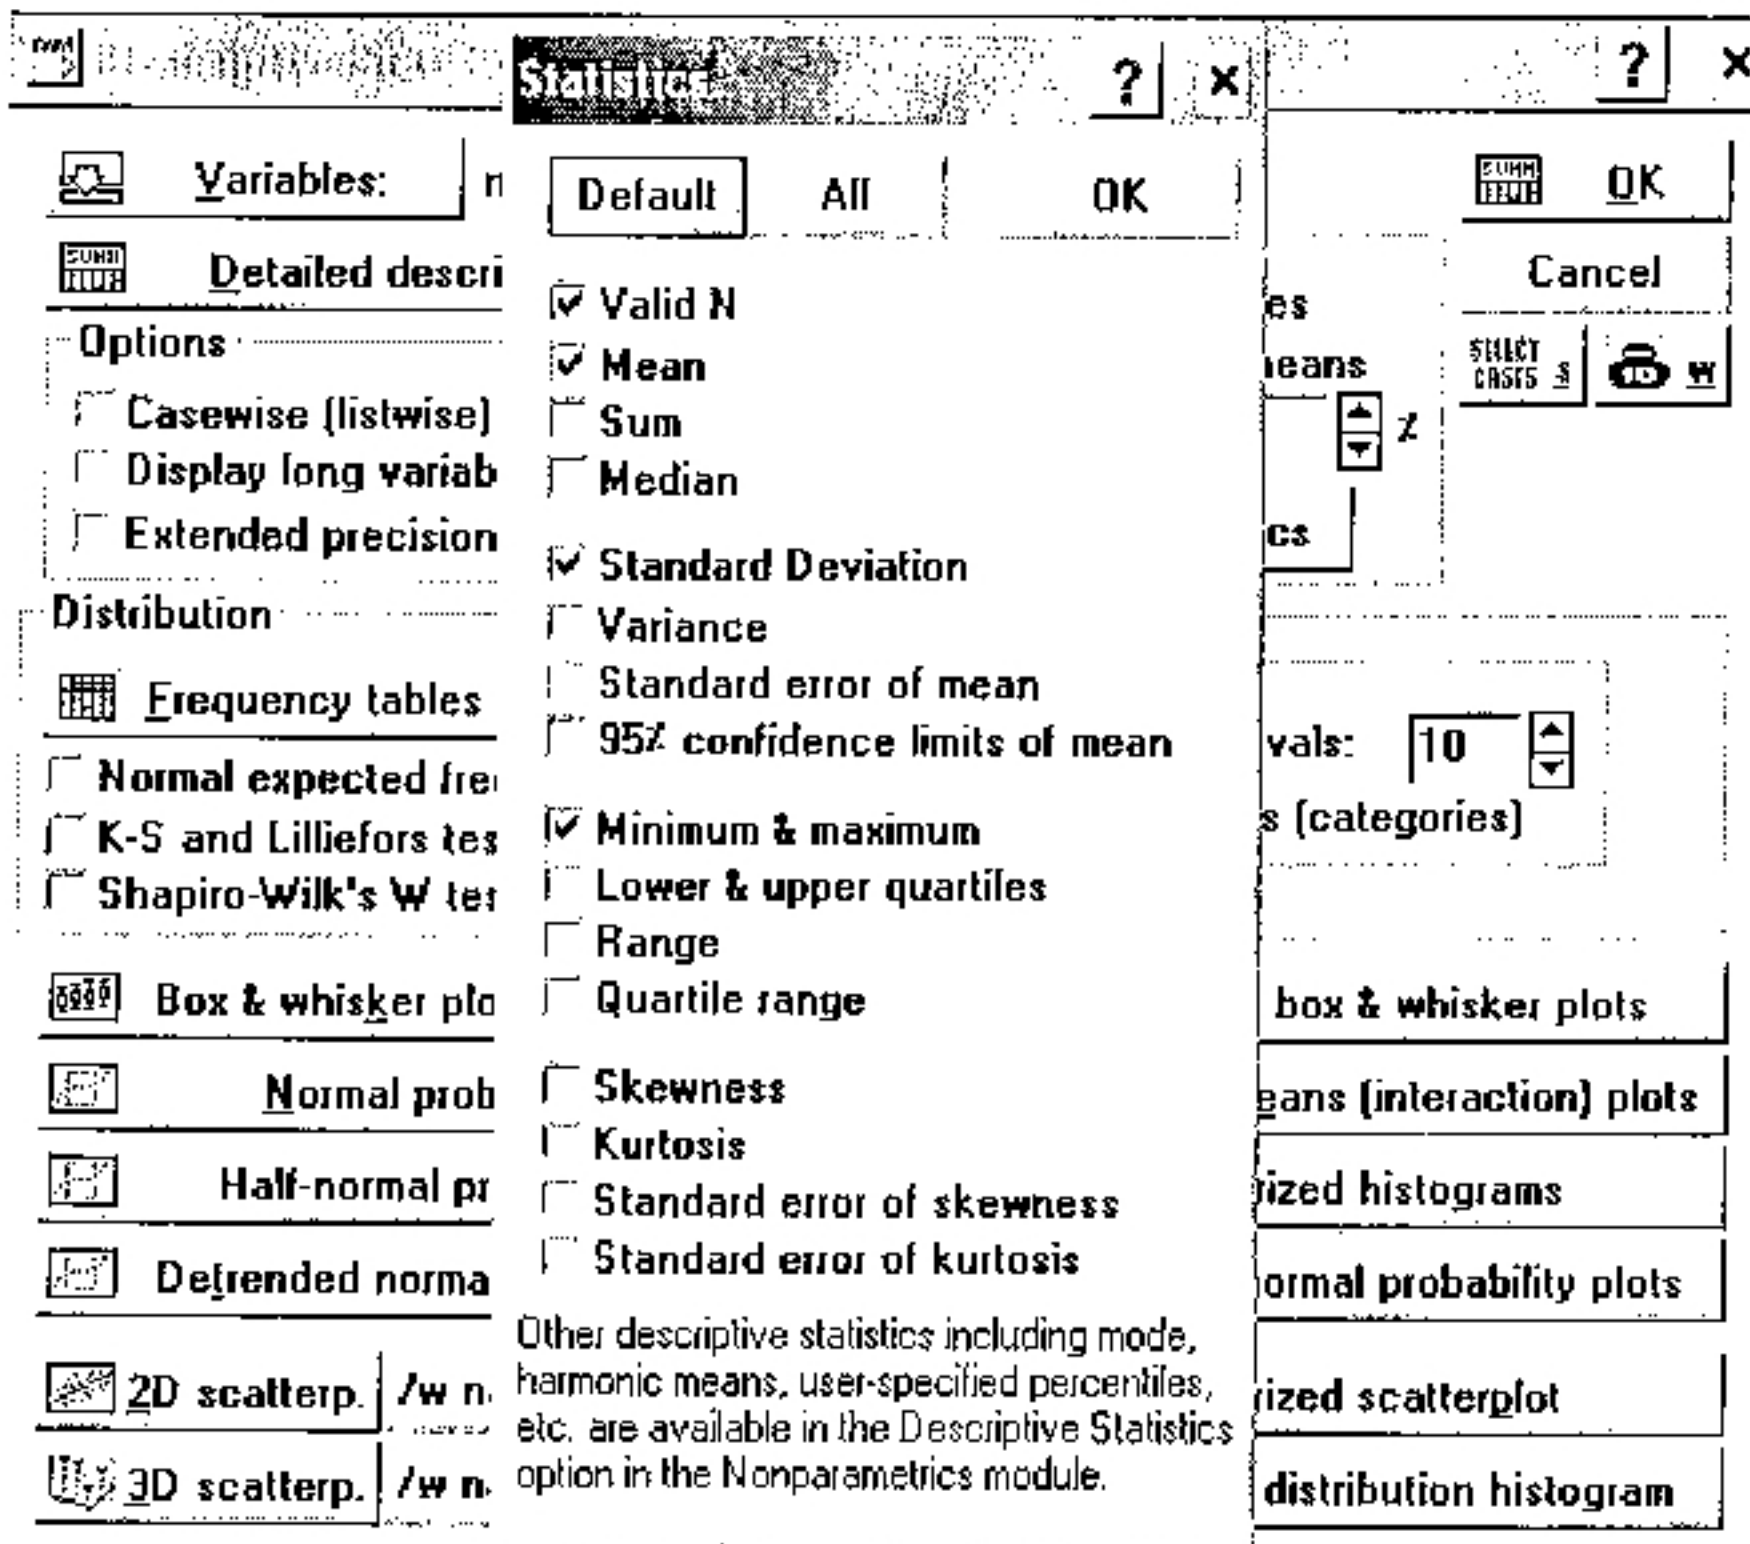 Statistics
? ×
? ×
Variables:
Detailed descri
Options
Casewise (listwise)
Display long variab
Extended precision
Distribution
Frequency tables
Normal expected fre
K-S and Lilliefors tes
Shapiro-Wilk's W tes
Box & whisker plo
Normal prob
Half-normal pr
Detrended norma
2D scatterp. /w n
3D scatterp. /w n
Default All OK
Valid N
Mean
Sum
Median
Standard Deviation
Variance
Standard error of mean
95% confidence limits of mean
Minimum & maximum
Lower & upper quartiles
Range
Quartile range
Skewness
Kurtosis
Standard error of skewness
Standard error of kurtosis
Other descriptive statistics including mode,
harmonic means, user-specified percentiles,
etc. are available in the Descriptive Statistics
option in the Nonparametrics module.
OK
Cancel
SELECT
CASES S
W
es
eans
%
cs
vals: 10
s (categories)
box & whisker plots
eans (interaction) plots
rized histograms
ormal probability plots
rized scatterplot
distribution histogram